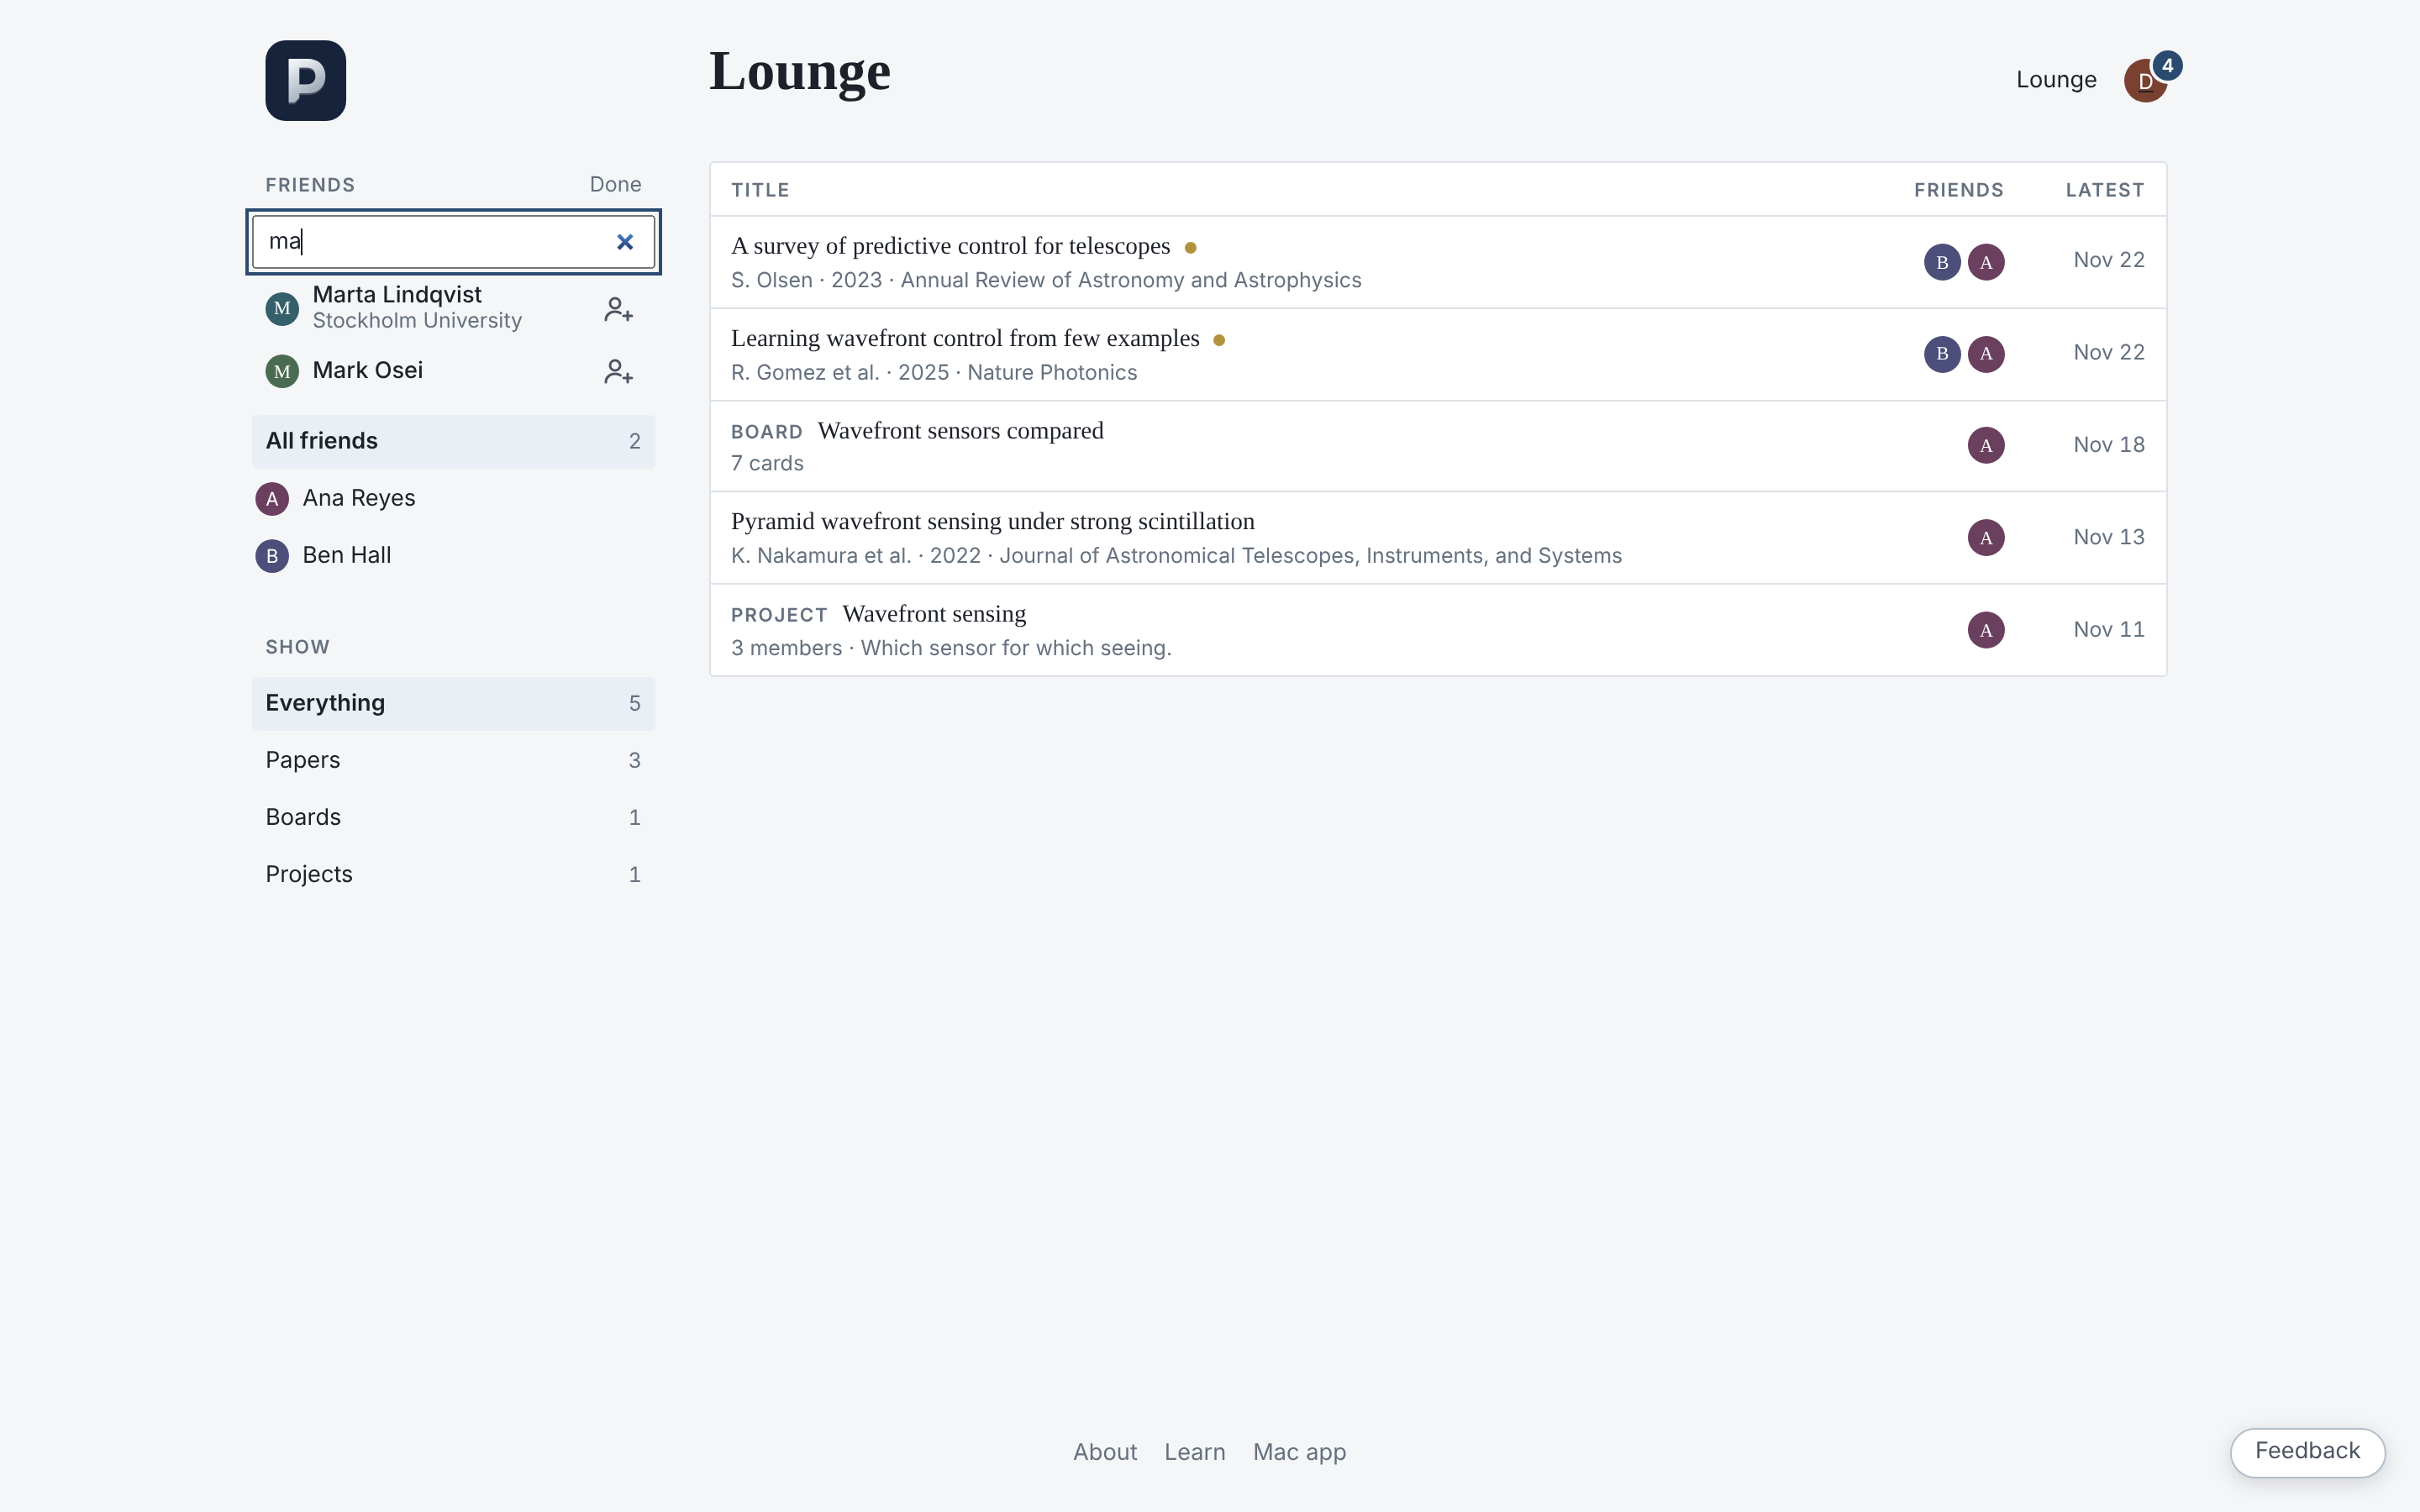 P
Lounge
Lounge
D
4
FRIENDS Done
ma
M Marta Lindqvist
Stockholm University
M Mark Osei
All friends 2
A Ana Reyes
B Ben Hall
SHOW
Everything 5
Papers 3
Boards 1
Projects 1
TITLE FRIENDS LATEST
A survey of predictive control for telescopes B A Nov 22
S. Olsen · 2023 · Annual Review of Astronomy and Astrophysics
Learning wavefront control from few examples B A Nov 22
R. Gomez et al. · 2025 · Nature Photonics
BOARD Wavefront sensors compared A Nov 18
7 cards
Pyramid wavefront sensing under strong scintillation A Nov 13
K. Nakamura et al. · 2022 · Journal of Astronomical Telescopes, Instruments, and Systems
PROJECT Wavefront sensing A Nov 11
3 members · Which sensor for which seeing.
About Learn Mac app
Feedback